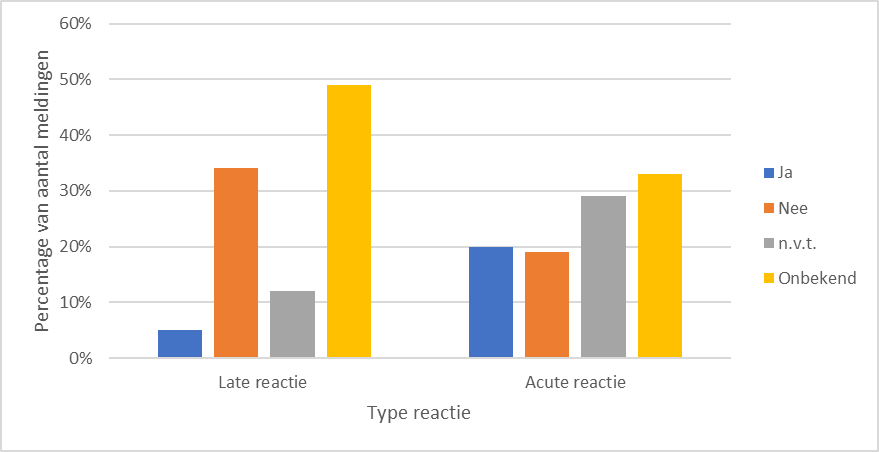 Percentage van aantal meldingen
60%
50%
40%
30%
20%
10%
0%
Late reactie
Acute reactie
Type reactie
Ja
Nee
n.v.t.
Onbekend